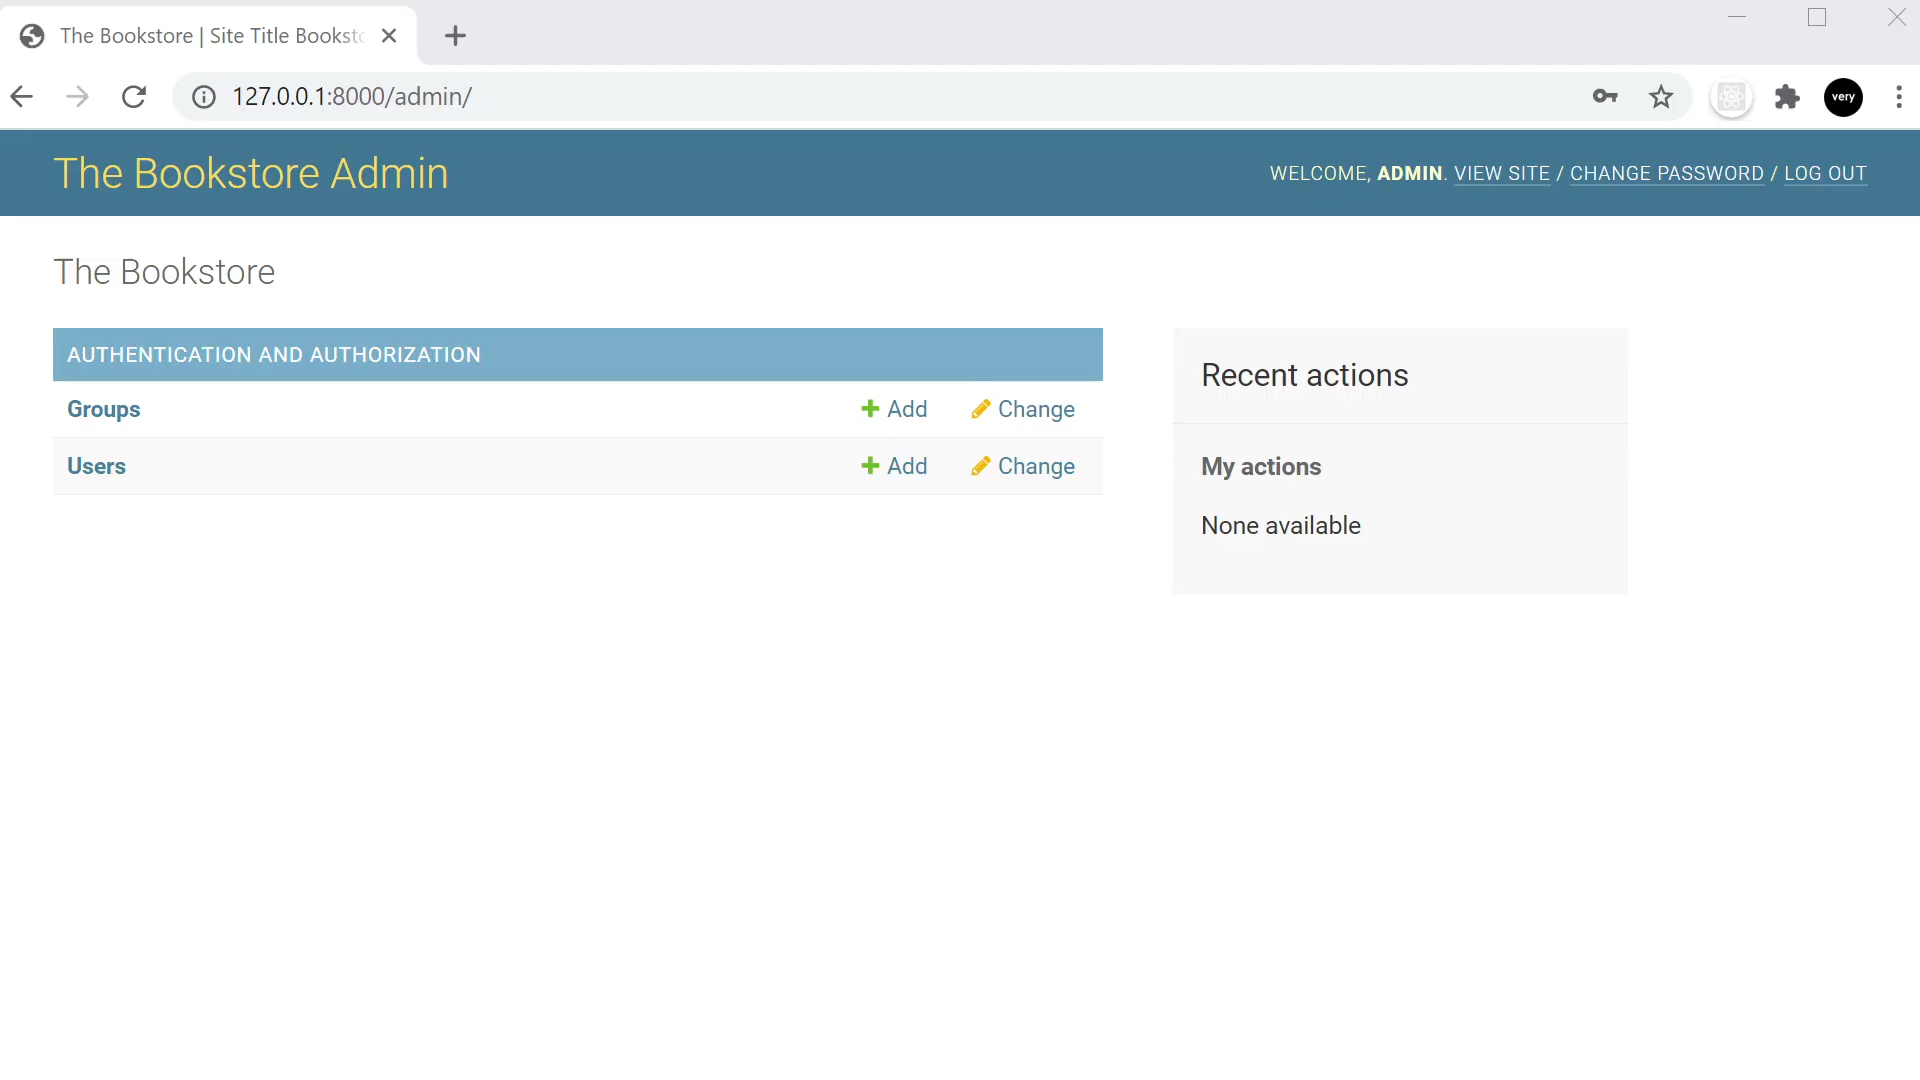 The Bookstore | Site Title Bookst
127.0.0.1:8000/admin/
very
The Bookstore Admin
WELCOME, ADMIN. VIEW SITE / CHANGE PASSWORD / LOG OUT
The Bookstore
AUTHENTICATION AND AUTHORIZATION
Groups Add Change
Users Add Change
Recent actions
My actions
None available